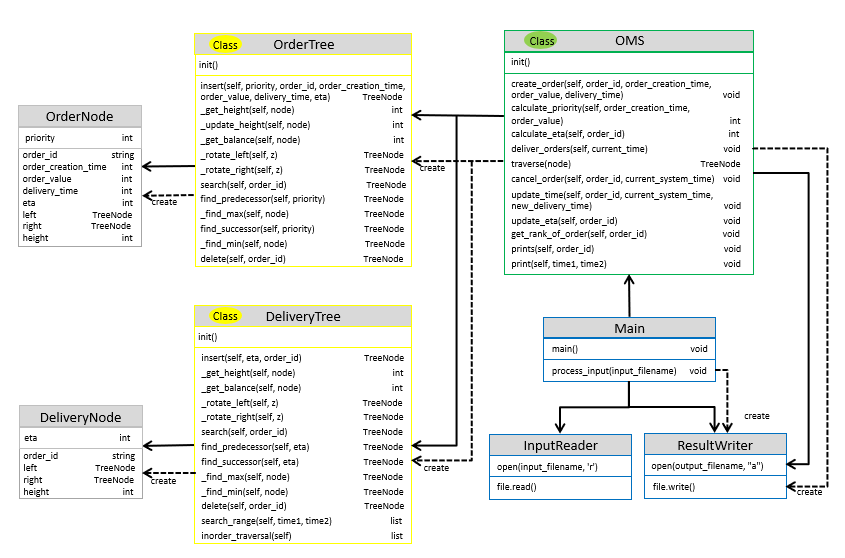 OrderNode
priority int
order_id string
order_creation_time int
order_value int
delivery_time int
eta int
left TreeNode
right TreeNode
height int
Class OrderTree
init()
insert(self, priority, order_id, order_creation_time,
order_value, delivery_time, eta) TreeNode
_get_height(self, node) int
_update_height(self, node) int
_get_balance(self, node) int
_rotate_left(self, z) TreeNode
_rotate_right(self, z) TreeNode
search(self, order_id) TreeNode
find_predecessor(self, priority) TreeNode
_find_max(self, node) TreeNode
find_successor(self, priority) TreeNode
_find_min(self, node) TreeNode
delete(self, order_id) TreeNode
create
create
Class OMS
init()
create_order(self, order_id, order_creation_time,
order_value, delivery_time) void
calculate_priority(self, order_creation_time,
order_value) int
calculate_eta(self, order_id) int
deliver_orders(self, current_time) void
traverse(node) TreeNode
cancel_order(self, order_id, current_system_time) void
update_time(self, order_id, current_system_time,
new_delivery_time) void
update_eta(self, order_id) void
get_rank_of_order(self, order_id) void
prints(self, order_id) void
print(self, time1, time2) void
DeliveryNode
eta int
order_id string
left TreeNode
right TreeNode
height int
Class DeliveryTree
init()
insert(self, eta, order_id) TreeNode
_get_height(self, node) int
_get_balance(self, node) int
_rotate_left(self, z) TreeNode
_rotate_right(self, z) TreeNode
search(self, order_id) TreeNode
find_predecessor(self, eta) TreeNode
find_successor(self, eta) TreeNode
_find_max(self, node) TreeNode
_find_min(self, node) TreeNode
delete(self, order_id) TreeNode
search_range(self, time1, time2) list
inorder_traversal(self) list
create
create
Main
main() void
process_input(input_filename) void
create
InputReader
open(input_filename, 'r')
file.read()
ResultWriter
open(output_filename, "a")
file.write()
create